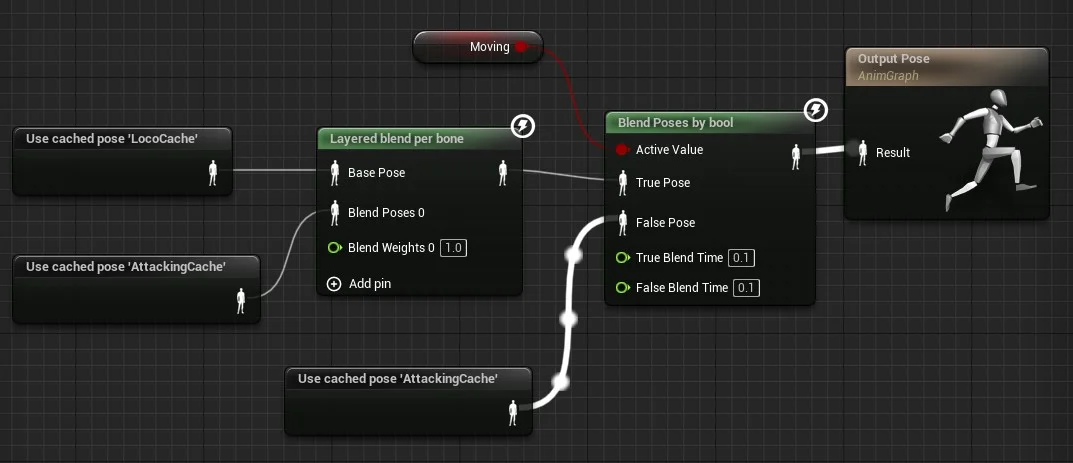 Moving
Output Pose
AnimGraph
Result
Use cached pose 'LocoCache'
Layered blend per bone
Base Pose
Blend Poses 0
Blend Weights 0 1.0
Add pin
Blend Poses by bool
Active Value
True Pose
False Pose
True Blend Time 0.1
False Blend Time 0.1
Use cached pose 'AttackingCache'
Use cached pose 'AttackingCache'